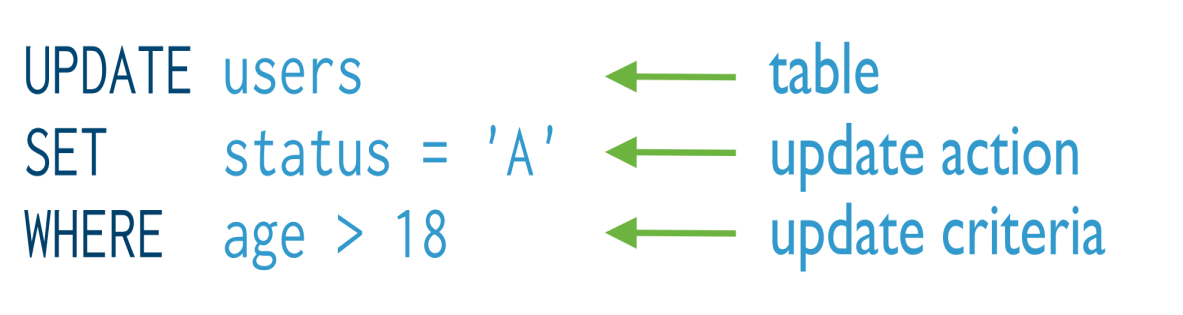 UPDATE users table
SET status = 'A' update action
WHERE age > 18 update criteria